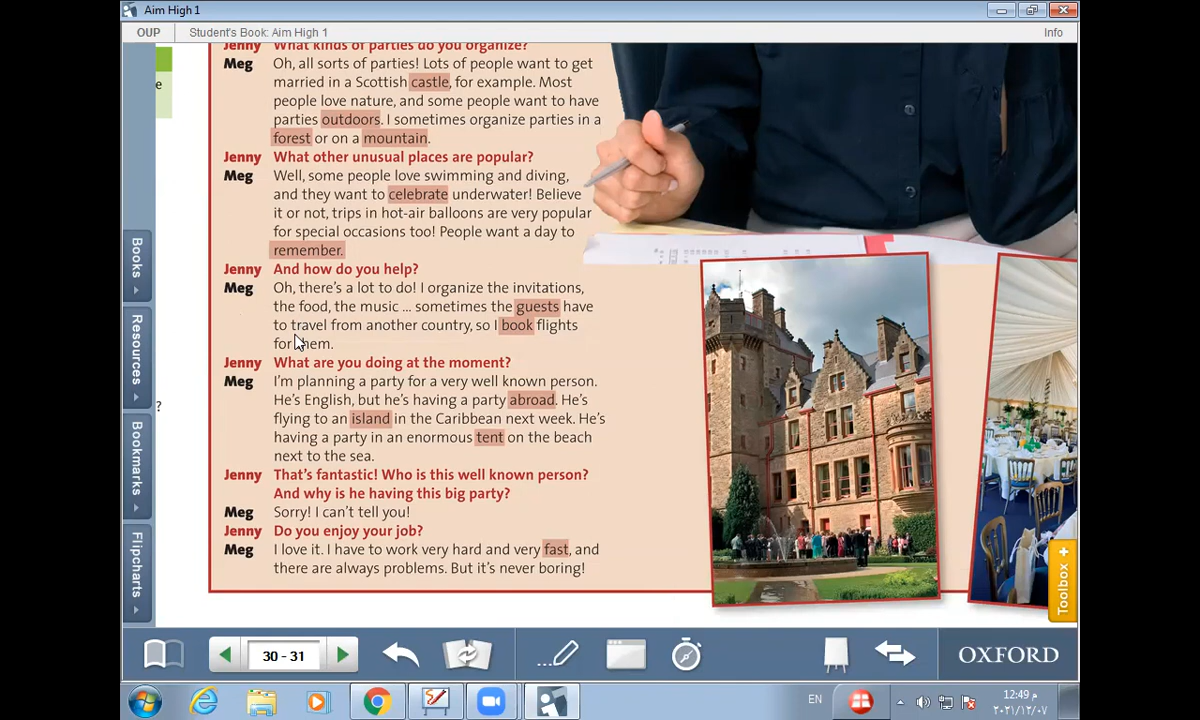 Aim High 1
OUP
Student's Book: Aim High 1
Info
e
?
Jenny What kinds of parties do you organize?
Meg Oh, all sorts of parties! Lots of people want to get
married in a Scottish castle, for example. Most
people love nature, and some people want to have
parties outdoors. I sometimes organize parties in a
forest or on a mountain.
Jenny What other unusual places are popular?
Meg Well, some people love swimming and diving,
and they want to celebrate underwater! Believe
it or not, trips in hot-air balloons are very popular
for special occasions too! People want a day to
remember.
Jenny And how do you help?
Meg Oh, there's a lot to do! I organize the invitations,
the food, the music ... sometimes the guests have
to travel from another country, so I book flights
for them.
Jenny What are you doing at the moment?
Meg I'm planning a party for a very well known person.
He's English, but he's having a party abroad. He's
flying to an island in the Caribbean next week. He's
having a party in an enormous tent on the beach
next to the sea.
Jenny That's fantastic! Who is this well known person?
And why is he having this big party?
Meg Sorry! I can't tell you!
Jenny Do you enjoy your job?
Meg I love it. I have to work very hard and very fast, and
there are always problems. But it's never boring!
Books
Resources
Bookmarks
Flipcharts
Toolbox +
30 - 31
OXFORD
EN
12:49 م
٢٠٢١/١٢/٠٧